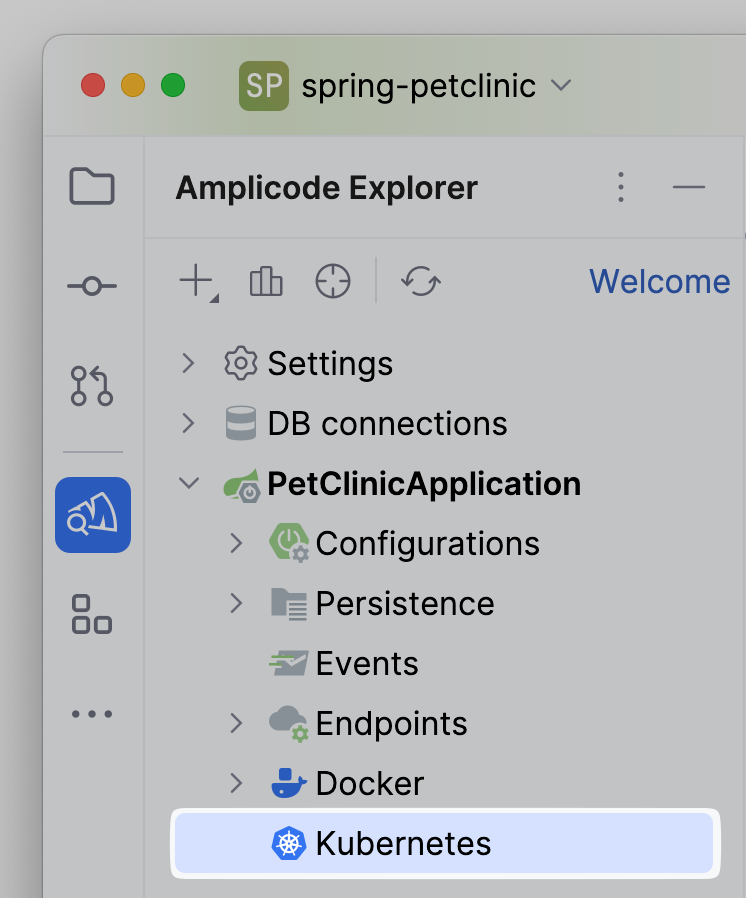 SP spring-petclinic
Amplicode Explorer
Welcome
Settings
DB connections
PetClinicApplication
Configurations
Persistence
Events
Endpoints
Docker
Kubernetes